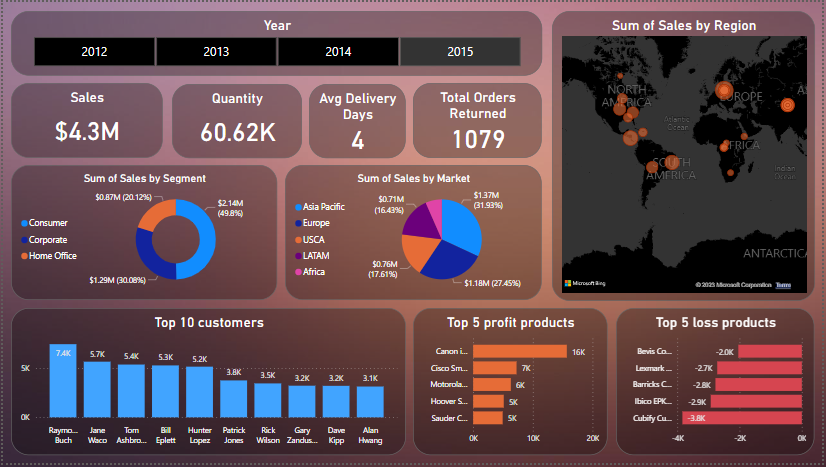 Year
2012
2013
2014
2015
Sum of Sales by Region
NORTH
AMERICA
EUROPE
AS
Atlantic
Ocean
AFRICA
SOUTH
AMERICA
Indian
Ocean
ANTARCTICA
Microsoft Bing
© 2023 Microsoft Corporation Terms
Sales
$4.3M
Quantity
60.62K
Avg Delivery
Days
4
Total Orders
Returned
1079
Sum of Sales by Segment
Consumer
Corporate
Home Office
$0.87M (20.12%)
$2.14M
(49.8%)
$1.29M (30.08%)
Sum of Sales by Market
Asia Pacific
Europe
USCA
LATAM
Africa
$0.71M
(16.43%)
$1.37M
(31.93%)
$0.76M
(17.61%)
$1.18M (27.45%)
Top 10 customers
5K
0K
7.4K
5.7K
5.4K
5.3K
5.2K
3.8K
3.5K
3.2K
3.2K
3.1K
Raymo...
Buch
Jane
Waco
Tom
Ashbro...
Bill
Eplett
Hunter
Lopez
Patrick
Jones
Rick
Wilson
Gary
Zandus...
Dave
Kipp
Alan
Hwang
Top 5 profit products
Canon i...
16K
Cisco Sm...
7K
Motorola...
6K
Hoover S...
5K
Sauder C...
5K
0K
10K
20K
Top 5 loss products
Bevis Co...
-2.0K
Lexmark ...
-2.7K
Barricks C...
-2.8K
Ibico EPK...
-2.9K
Cubify Cu...
-3.8K
-4K
-2K
0K